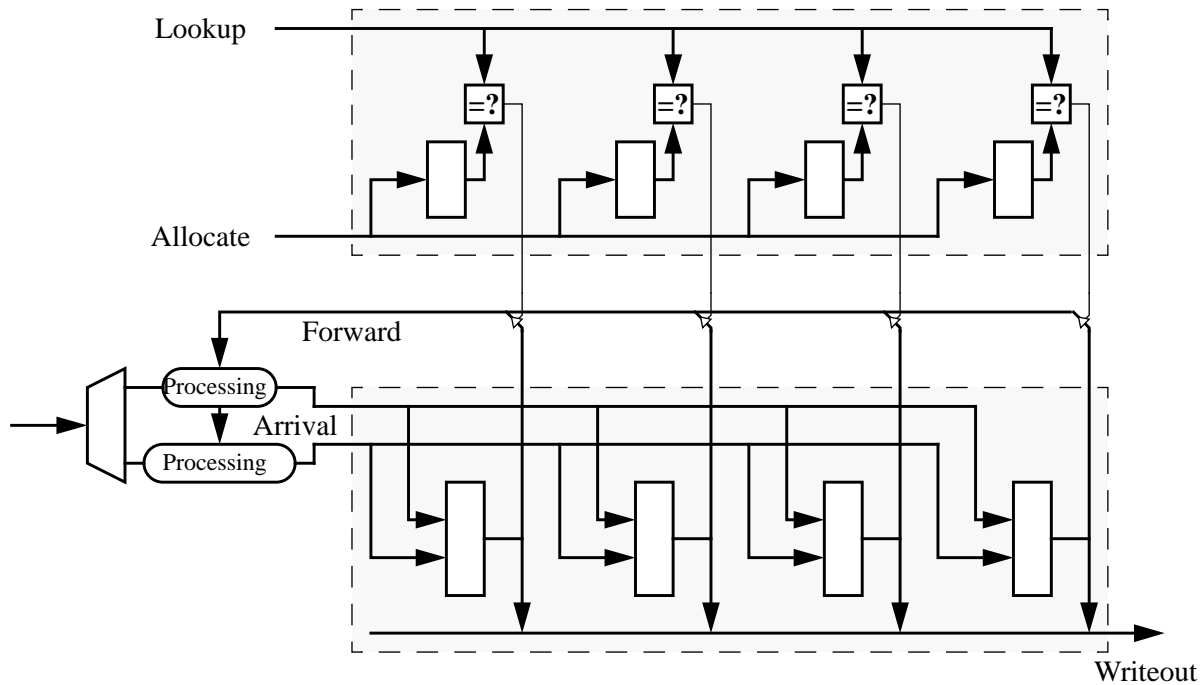 Lookup
=?
=?
=?
=?
Allocate
Forward
Processing
Arrival
Processing
Writeout